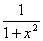 1
1 + x²